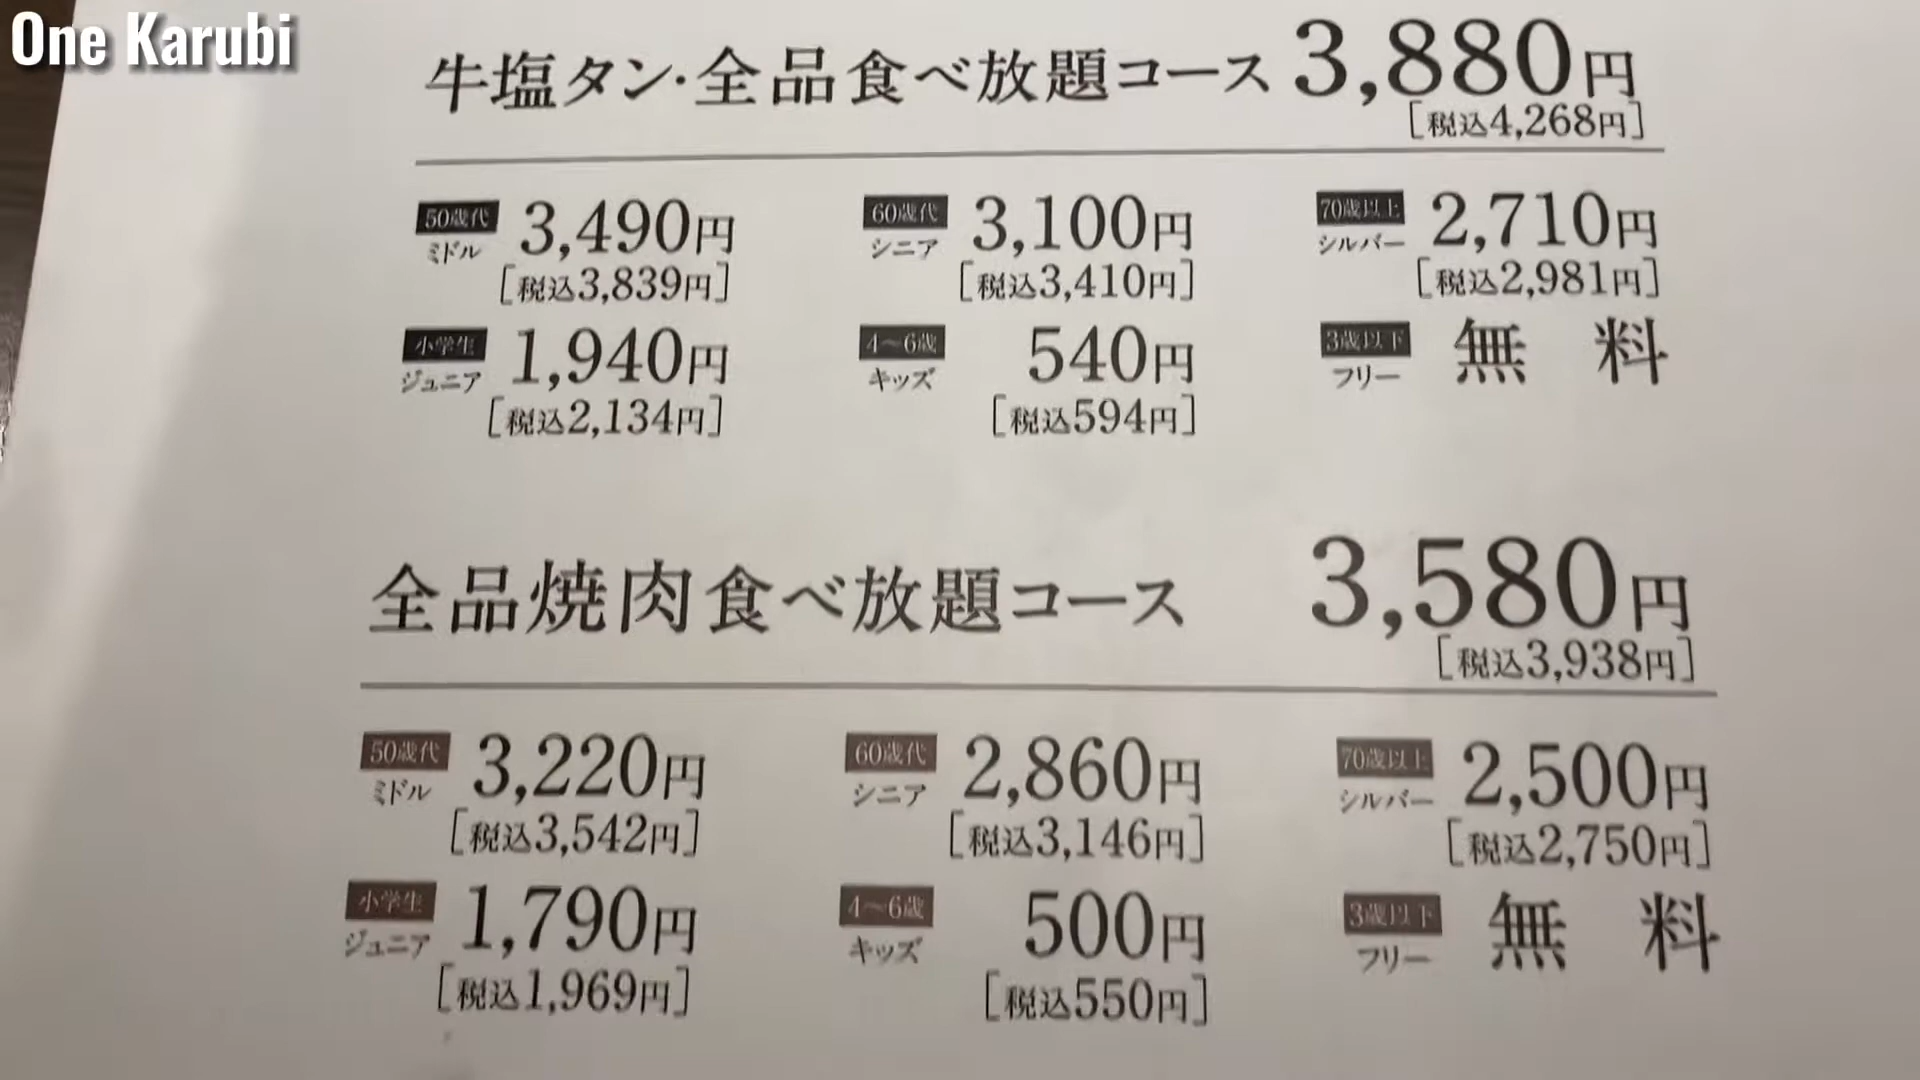 One Karubi
牛塩タン・全品食べ放題コース 3,880円
[税込4,268円]
50歳代 3,490円 60歳代 3,100円 70歳以上 2,710円
ミドル シニア シルバー
[税込3,839円] [税込3,410円] [税込2,981円]
小学生 1,940円 4〜6歳 540円 3歳以下 無料
ジュニア キッズ フリー
[税込2,134円] [税込594円]
全品焼肉食べ放題コース 3,580円
[税込3,938円]
50歳代 3,220円 60歳代 2,860円 70歳以上 2,500円
ミドル シニア シルバー
[税込3,542円] [税込3,146円] [税込2,750円]
小学生 1,790円 4〜6歳 500円 3歳以下 無料
ジュニア キッズ フリー
[税込1,969円] [税込550円]